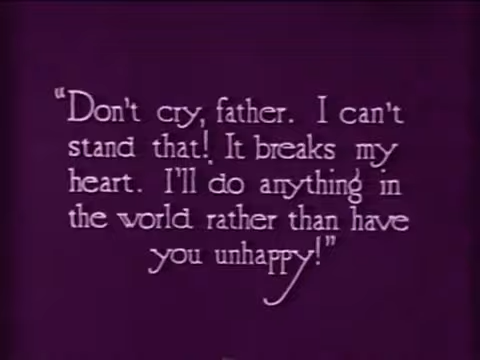 "Don't cry, father. I can't
stand that! It breaks my
heart. I'll do anything in
the world rather than have
you unhappy!"